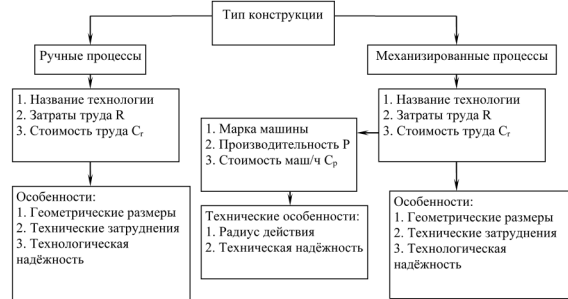 Тип конструкции
Ручные процессы
Механизированные процессы
1. Название технологии
2. Затраты труда R
3. Стоимость труда Cr
1. Марка машины
2. Производительность P
3. Стоимость маш/ч Cp
1. Название технологии
2. Затраты труда R
3. Стоимость труда Cr
Особенности:
1. Геометрические размеры
2. Технические затруднения
3. Технологическая
надёжность
Технические особенности:
1. Радиус действия
2. Техническая надёжность
Особенности:
1. Геометрические размеры
2. Технические затруднения
3. Технологическая
надёжность